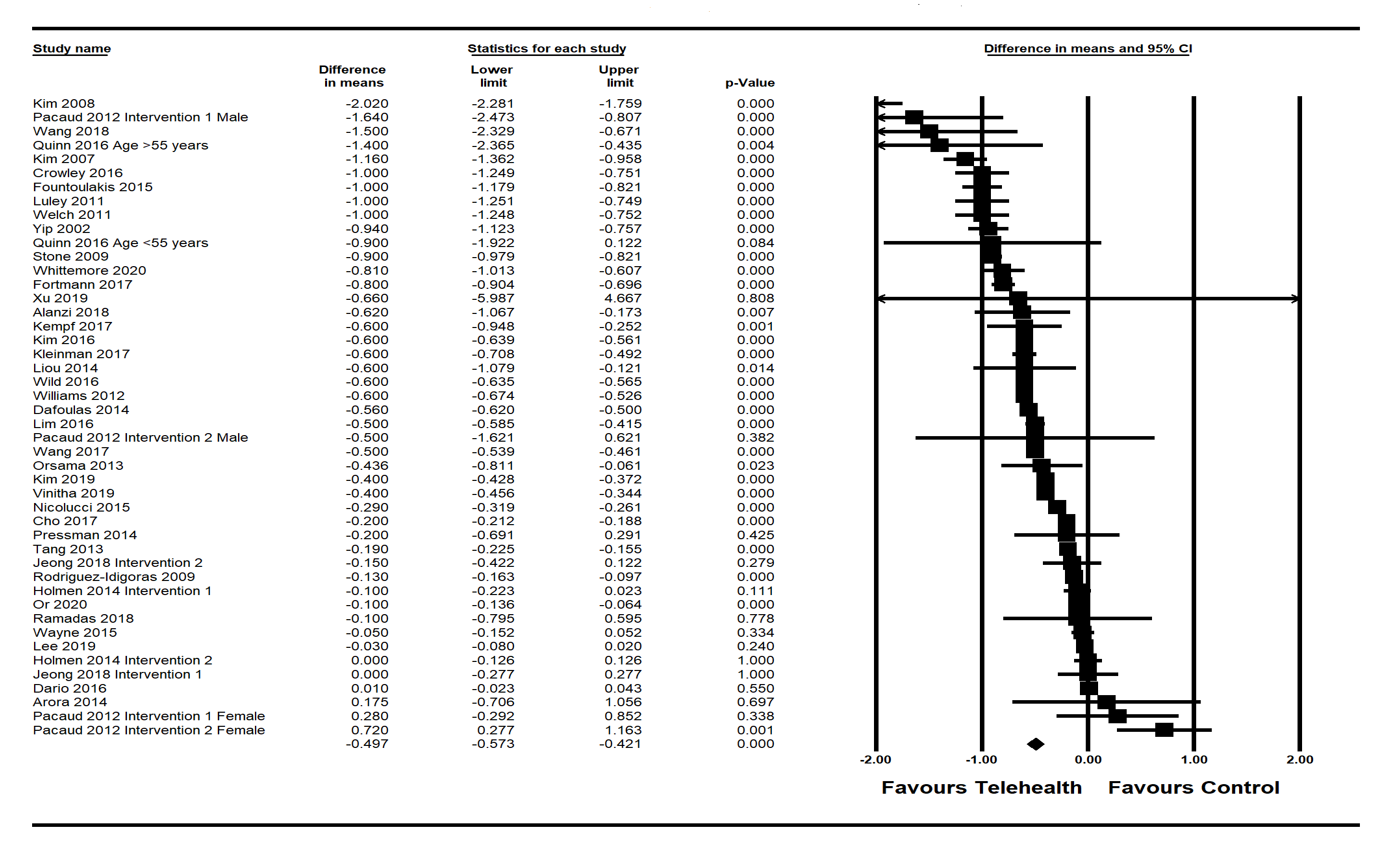 Study name Statistics for each study Difference in means and 95% CI
Difference in means Lower limit Upper limit p-Value
Kim 2008 -2.020 -2.281 -1.759 0.000
Pacaud 2012 Intervention 1 Male -1.640 -2.473 -0.807 0.000
Wang 2018 -1.500 -2.329 -0.671 0.000
Quinn 2016 Age >55 years -1.400 -2.365 -0.435 0.004
Kim 2007 -1.160 -1.362 -0.958 0.000
Crowley 2016 -1.000 -1.249 -0.751 0.000
Fountoulakis 2015 -1.000 -1.179 -0.821 0.000
Luley 2011 -1.000 -1.251 -0.749 0.000
Welch 2011 -1.000 -1.248 -0.752 0.000
Yip 2002 -0.940 -1.123 -0.757 0.000
Quinn 2016 Age <55 years -0.900 -1.922 0.122 0.084
Stone 2009 -0.900 -0.979 -0.821 0.000
Whittemore 2020 -0.810 -1.013 -0.607 0.000
Fortmann 2017 -0.800 -0.904 -0.696 0.000
Xu 2019 -0.660 -5.987 4.667 0.808
Alanzi 2018 -0.620 -1.067 -0.173 0.007
Kempf 2017 -0.600 -0.948 -0.252 0.001
Kim 2016 -0.600 -0.639 -0.561 0.000
Kleinman 2017 -0.600 -0.708 -0.492 0.000
Liou 2014 -0.600 -1.079 -0.121 0.014
Wild 2016 -0.600 -0.635 -0.565 0.000
Williams 2012 -0.600 -0.674 -0.526 0.000
Dafoulas 2014 -0.560 -0.620 -0.500 0.000
Lim 2016 -0.500 -0.585 -0.415 0.000
Pacaud 2012 Intervention 2 Male -0.500 -1.621 0.621 0.382
Wang 2017 -0.500 -0.539 -0.461 0.000
Orsama 2013 -0.436 -0.811 -0.061 0.023
Kim 2019 -0.400 -0.428 -0.372 0.000
Vinitha 2019 -0.400 -0.456 -0.344 0.000
Nicolucci 2015 -0.290 -0.319 -0.261 0.000
Cho 2017 -0.200 -0.212 -0.188 0.000
Pressman 2014 -0.200 -0.691 0.291 0.425
Tang 2013 -0.190 -0.225 -0.155 0.000
Jeong 2018 Intervention 2 -0.150 -0.422 0.122 0.279
Rodriguez-Idigoras 2009 -0.130 -0.163 -0.097 0.000
Holmen 2014 Intervention 1 -0.100 -0.223 0.023 0.111
Or 2020 -0.100 -0.136 -0.064 0.000
Ramadas 2018 -0.100 -0.795 0.595 0.778
Wayne 2015 -0.050 -0.152 0.052 0.334
Lee 2019 -0.030 -0.080 0.020 0.240
Holmen 2014 Intervention 2 0.000 -0.126 0.126 1.000
Jeong 2018 Intervention 1 0.000 -0.277 0.277 1.000
Dario 2016 0.010 -0.023 0.043 0.550
Arora 2014 0.175 -0.706 1.056 0.697
Pacaud 2012 Intervention 1 Female 0.280 -0.292 0.852 0.338
Pacaud 2012 Intervention 2 Female 0.720 0.277 1.163 0.001
-0.497 -0.573 -0.421 0.000
-2.00 -1.00 0.00 1.00 2.00
Favours Telehealth Favours Control